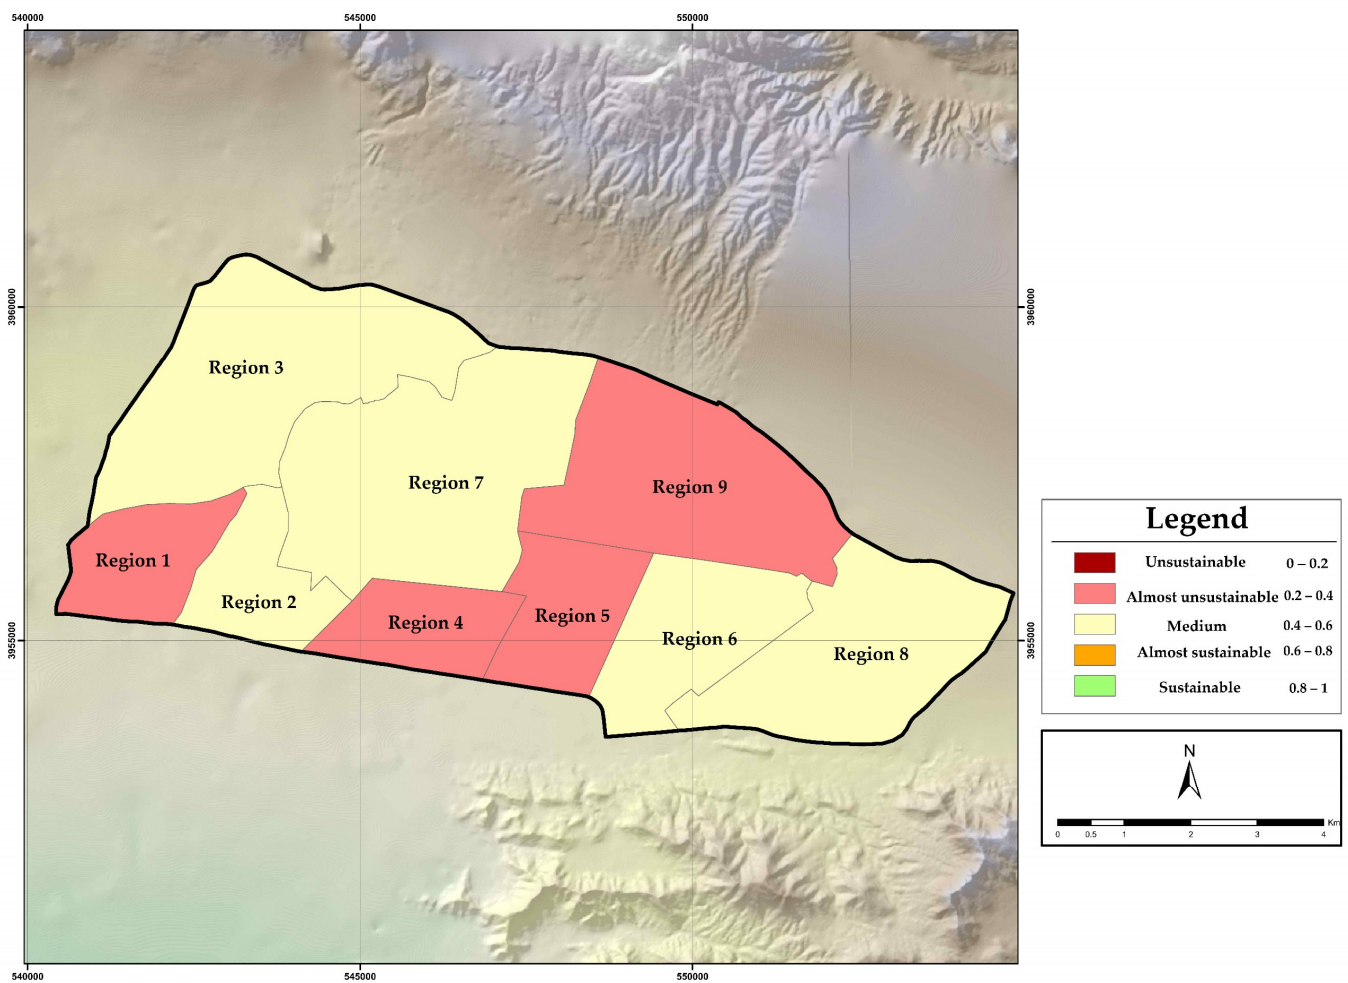 540000
545000
550000
3960000
3960000
Region 3
Region 7
Region 9
Region 1
Region 2
Region 4
Region 5
Region 6
Region 8
3955000
3955000
540000
545000
550000
Legend
Unsustainable 0 – 0.2
Almost unsustainable 0.2 – 0.4
Medium 0.4 – 0.6
Almost sustainable 0.6 – 0.8
Sustainable 0.8 – 1
N
Km
0 0.5 1 2 3 4